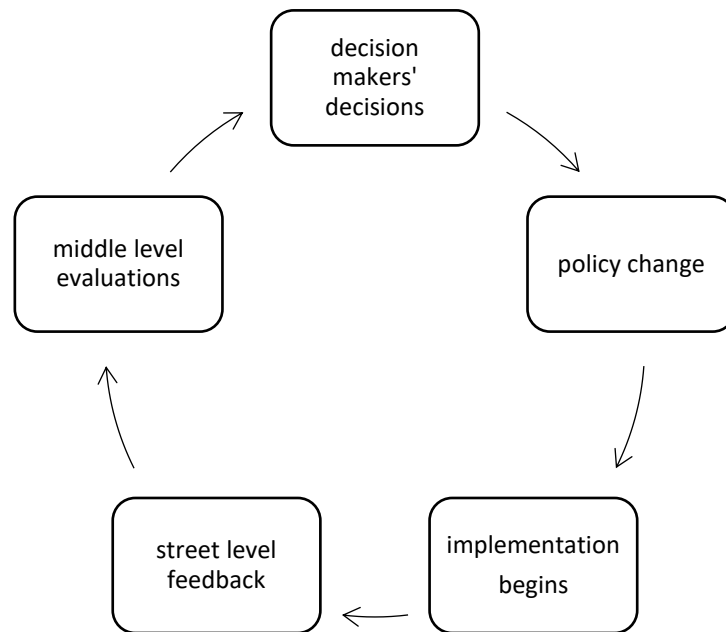 decision
makers'
decisions
policy change
implementation
begins
street level
feedback
middle level
evaluations